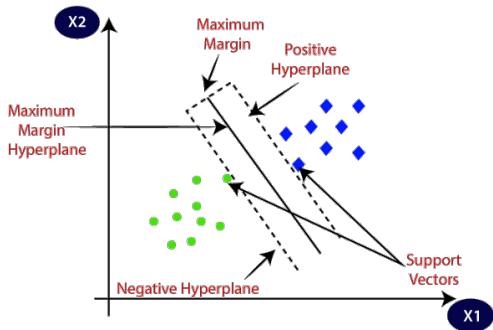 X2
Maximum
Margin
Positive
Hyperplane
Maximum
Margin
Hyperplane
Support
Vectors
Negative Hyperplane
X1